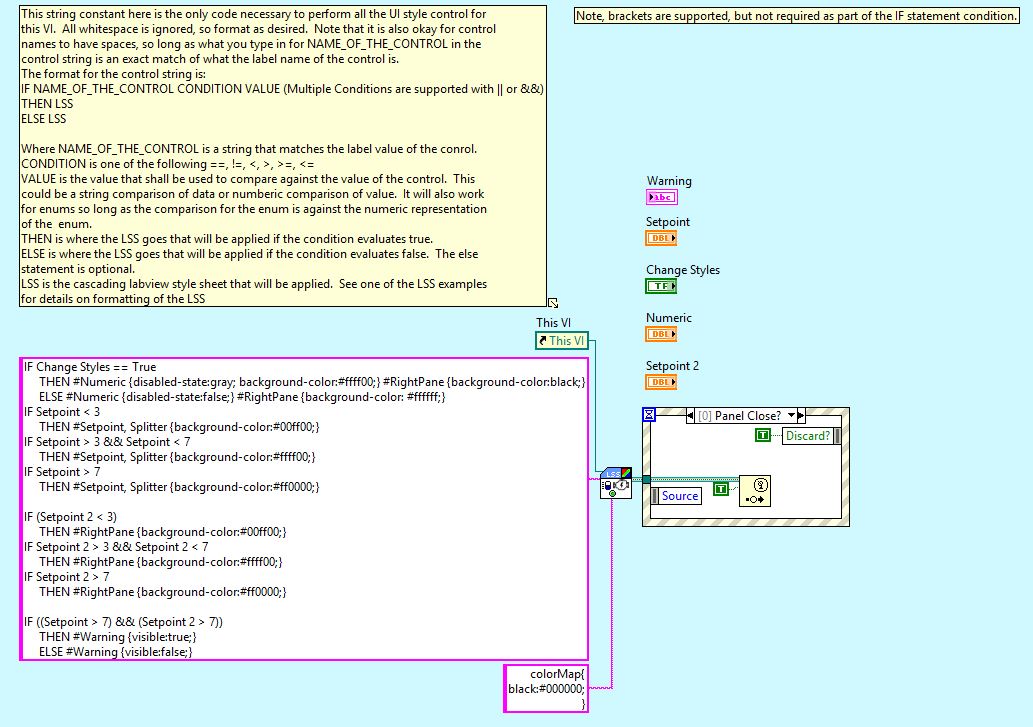 This string constant here is the only code necessary to perform all the UI style control for
this VI.  All whitespace is ignored, so format as desired.  Note that it is also okay for control
names to have spaces, so long as what you type in for NAME_OF_THE_CONTROL in the
control string is an exact match of what the label name of the control is.
The format for the control string is:
IF NAME_OF_THE_CONTROL CONDITION VALUE (Multiple Conditions are supported with || or &&)
THEN LSS
ELSE LSS
Where NAME_OF_THE_CONTROL is a string that matches the label value of the conrol.
CONDITION is one of the following ==, !=, <, >, >=, <=
VALUE is the value that shall be used to compare against the value of the control.  This
could be a string comparison of data or numberic comparison of value.  It will also work
for enums so long as the comparison for the enum is against the numeric representation
of the  enum.
THEN is where the LSS goes that will be applied if the condition evaluates true.
ELSE is where the LSS goes that will be applied if the condition evaluates false.  The else
statement is optional.
LSS is the cascading labview style sheet that will be applied.  See one of the LSS examples
for details on formatting of the LSS
Note, brackets are supported, but not required as part of the IF statement condition.
Warning
abc
Setpoint
DBL
Change Styles
TF
Numeric
DBL
Setpoint 2
DBL
This VI
This VI
IF Change Styles == True
THEN #Numeric {disabled-state:gray; background-color:#ffff00;} #RightPane {background-color:black;}
ELSE #Numeric {disabled-state:false;} #RightPane {background-color: #ffffff;}
IF Setpoint < 3
THEN #Setpoint, Splitter {background-color:#00ff00;}
IF Setpoint > 3 && Setpoint < 7
THEN #Setpoint, Splitter {background-color:#ffff00;}
IF Setpoint > 7
THEN #Setpoint, Splitter {background-color:#ff0000;}
IF (Setpoint 2 < 3)
THEN #RightPane {background-color:#00ff00;}
IF Setpoint 2 > 3 && Setpoint 2 < 7
THEN #RightPane {background-color:#ffff00;}
IF Setpoint 2 > 7
THEN #RightPane {background-color:#ff0000;}
IF ((Setpoint > 7) && (Setpoint 2 > 7))
THEN #Warning {visible:true;}
ELSE #Warning {visible:false;}
LSS
[0] Panel Close?
T
Discard?
Source
T
colorMap{
black:#000000;
}